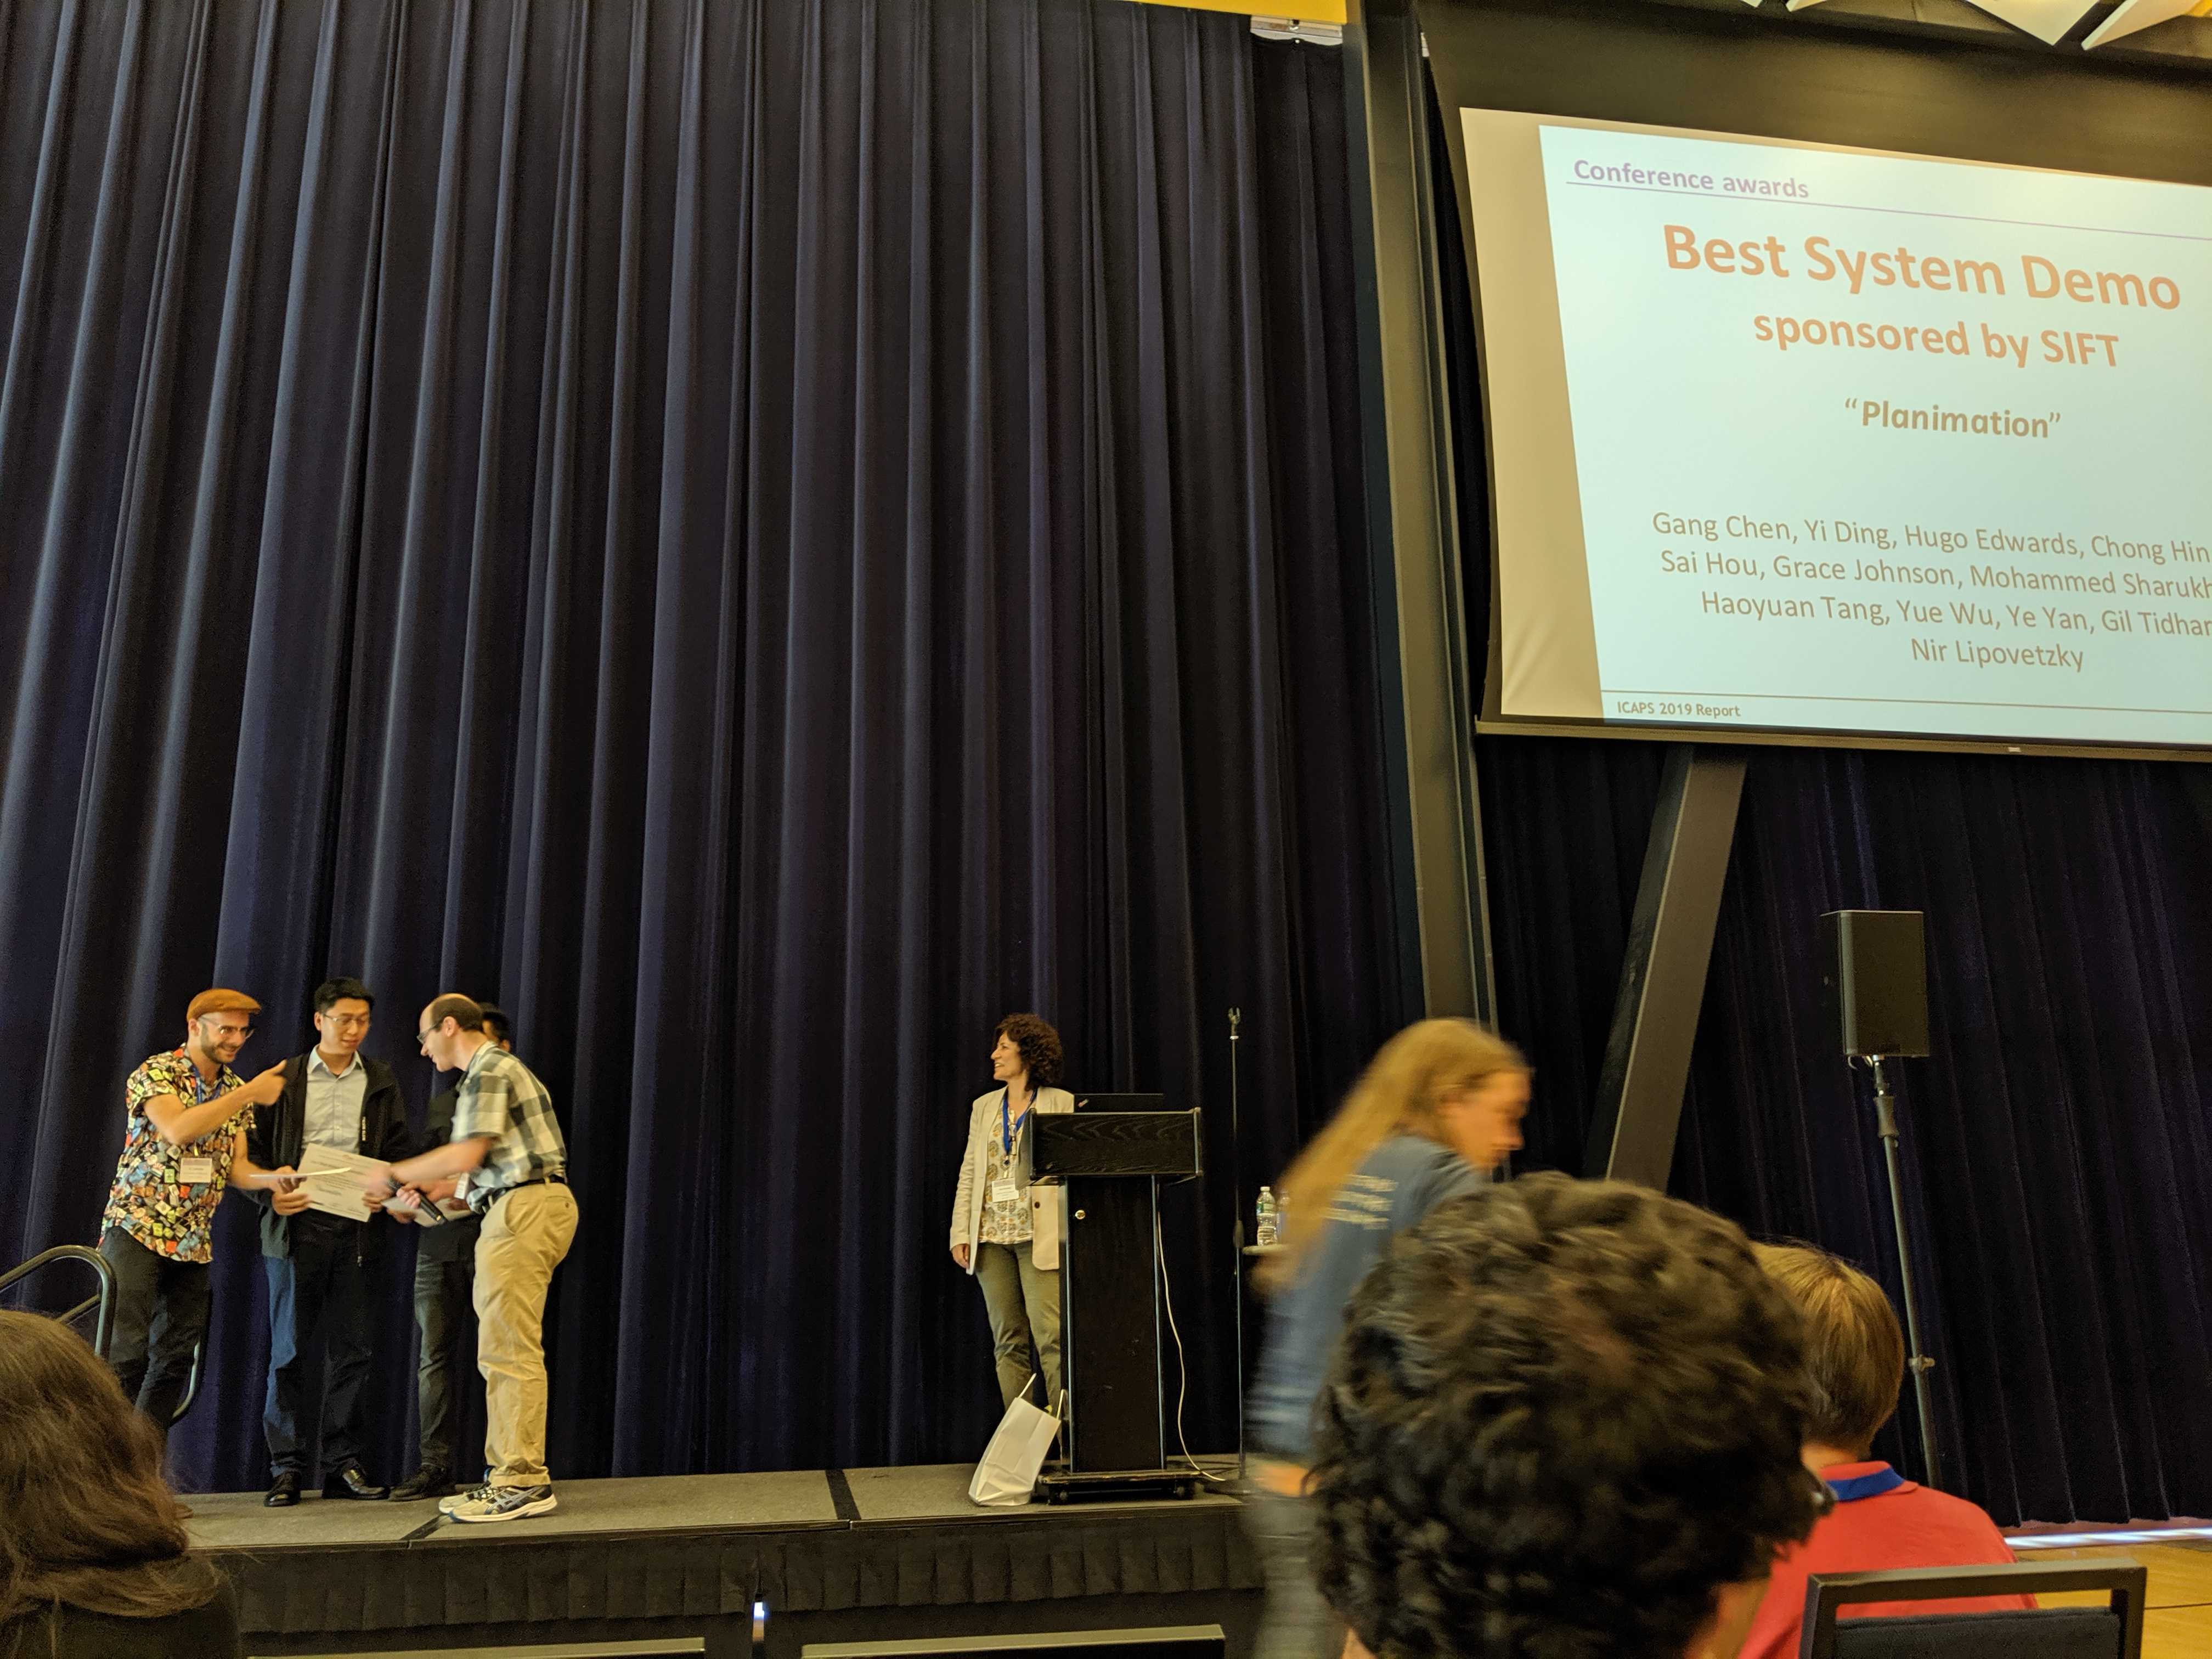 Conference awards
Best System Demo
sponsored by SIFT
“Planimation”
Gang Chen, Yi Ding, Hugo Edwards, Chong Hin
Sai Hou, Grace Johnson, Mohammed Sharukh
Haoyuan Tang, Yue Wu, Ye Yan, Gil Tidhar
Nir Lipovetzky
ICAPS 2019 Report